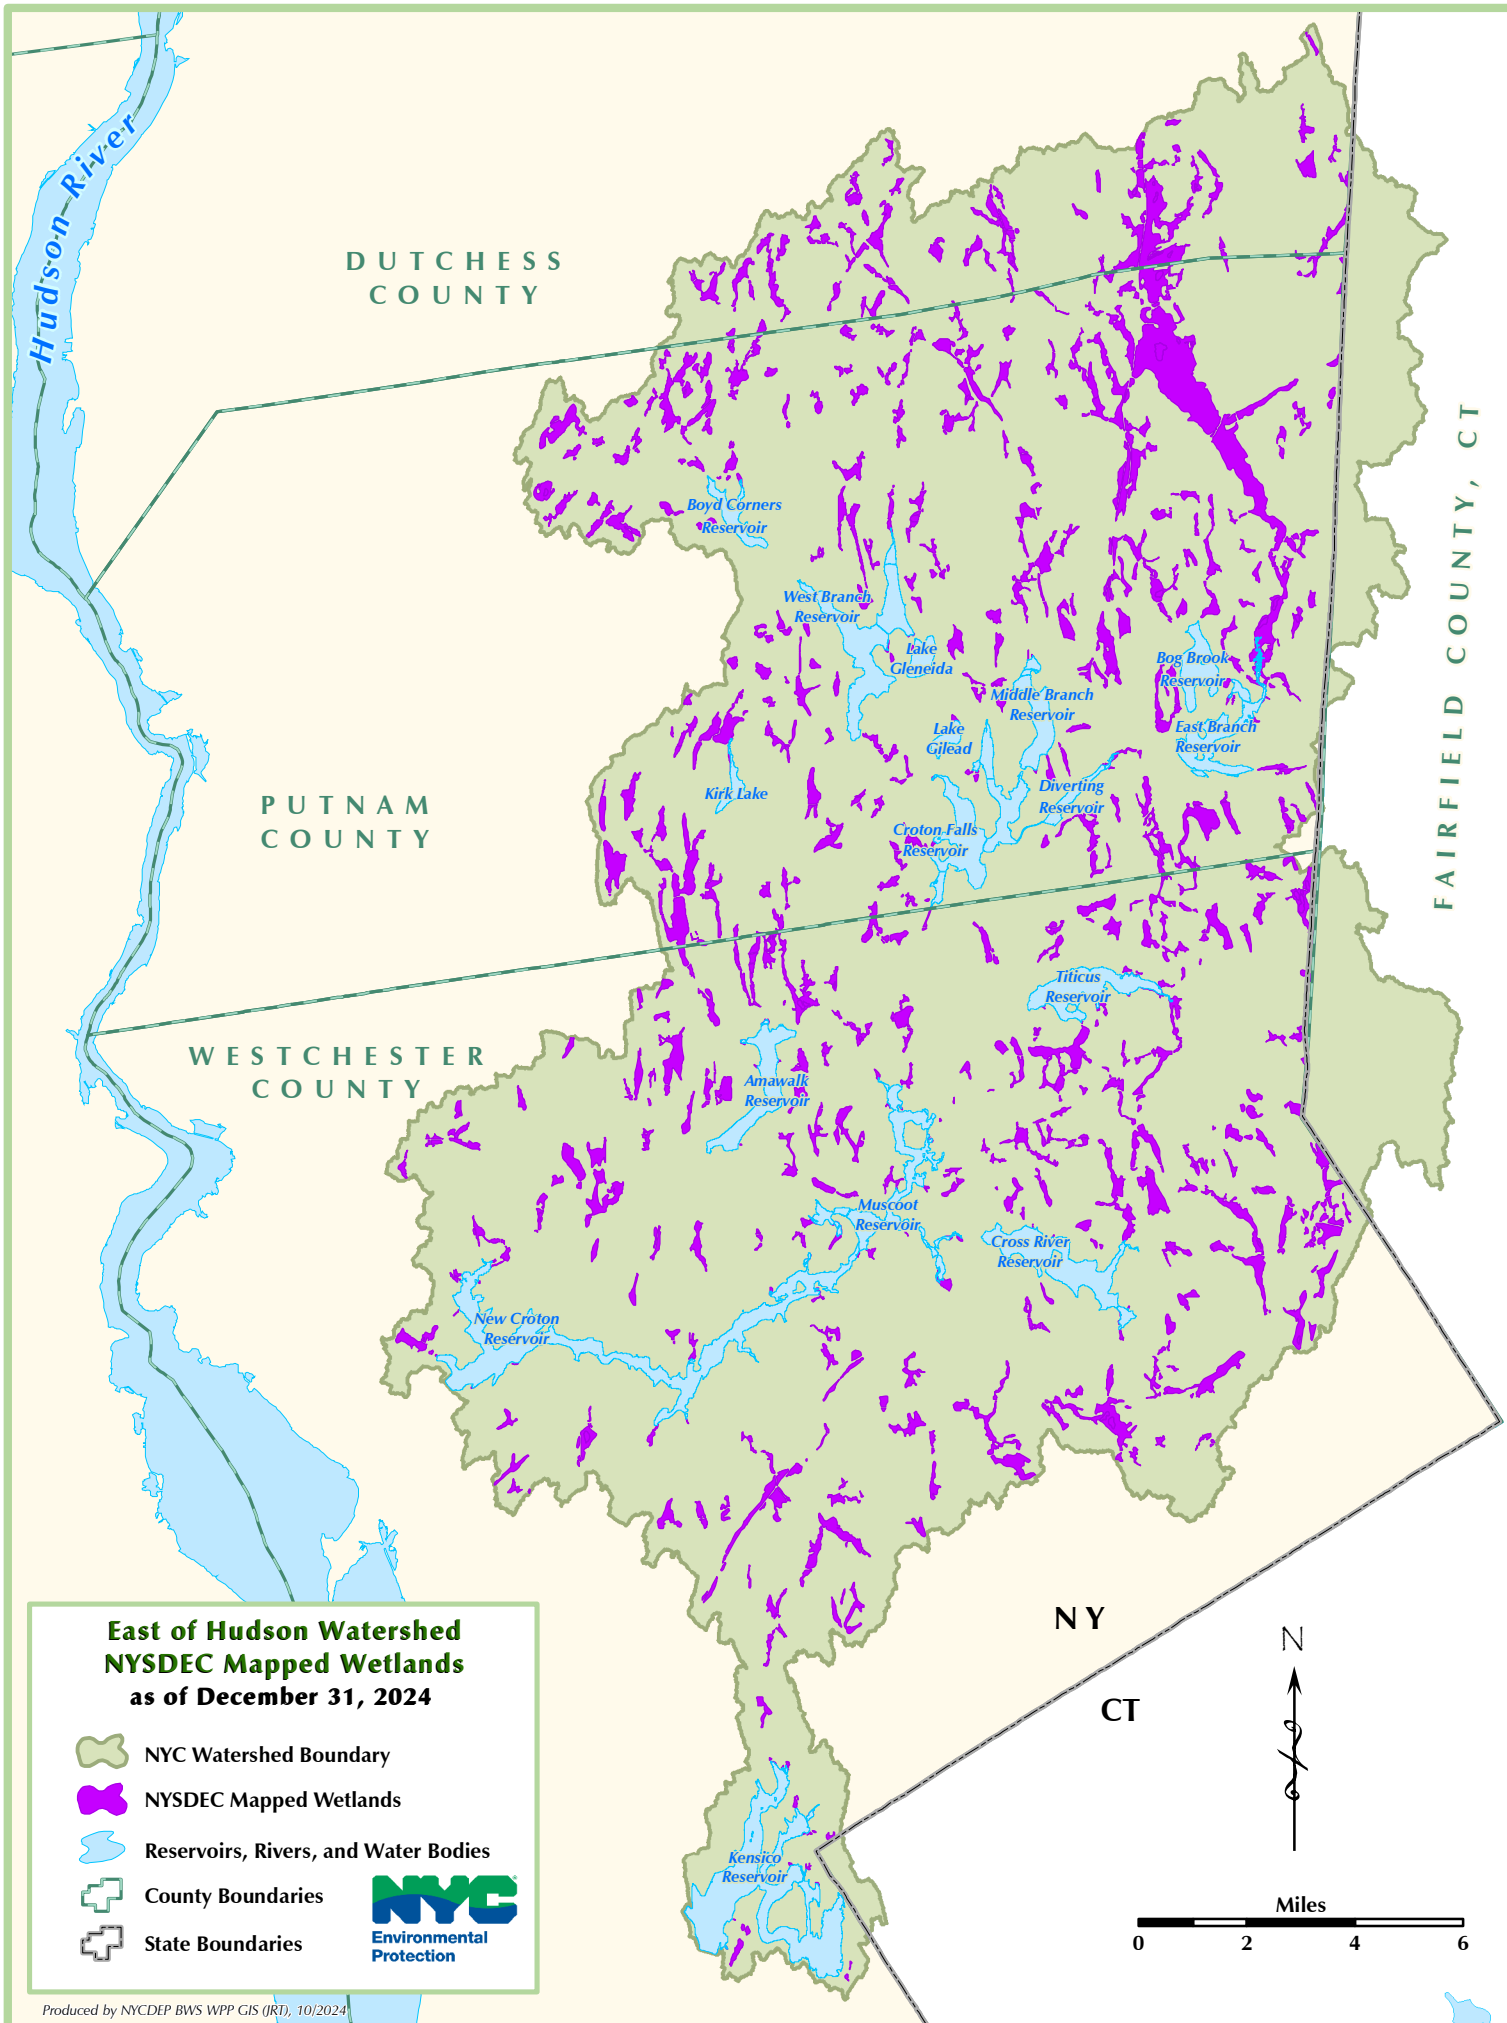 Hudson River
DUTCHESS
COUNTY
FAIRFIELD COUNTY, CT
Boyd Corners
Reservoir
West Branch
Reservoir
Lake
Gleneida
Bog Brook
Reservoir
Middle Branch
Reservoir
East Branch
Reservoir
Lake
Gilead
Kirk Lake
Diverting
Reservoir
PUTNAM
COUNTY
Croton Falls
Reservoir
Titicus
Reservoir
WESTCHESTER
COUNTY
Amawalk
Reservoir
Muscoot
Reservoir
Cross River
Reservoir
New Croton
Reservoir
NY
CT
N
Kensico
Reservoir
Miles
0 2 4 6
East of Hudson Watershed
NYSDEC Mapped Wetlands
as of December 31, 2024
NYC Watershed Boundary
NYSDEC Mapped Wetlands
Reservoirs, Rivers, and Water Bodies
County Boundaries
State Boundaries
NYC
Environmental
Protection
Produced by NYCDEP BWS WPP GIS (JRT), 10/2024